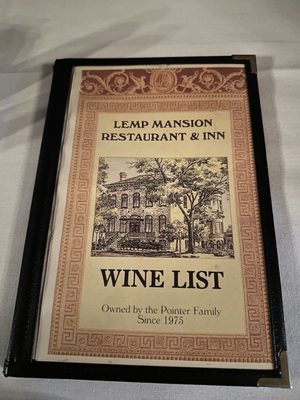 LEMP MANSION
RESTAURANT & INN
WINE LIST
Owned by the Pointer Family
Since 1975